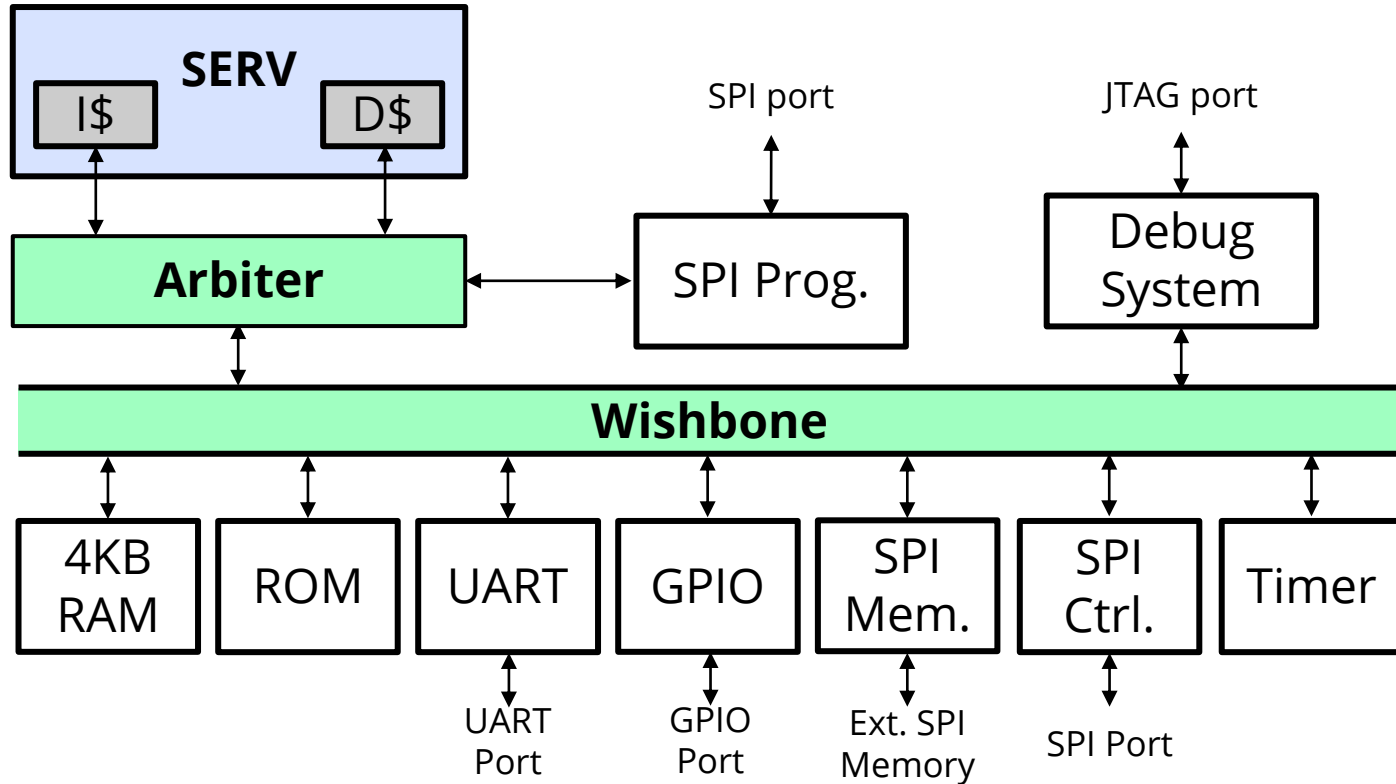 SERV
I$
D$
SPI port
JTAG port
Arbiter
SPI Prog.
Debug
System
Wishbone
4KB
RAM
ROM
UART
GPIO
SPI
Mem.
SPI
Ctrl.
Timer
UART
Port
GPIO
Port
Ext. SPI
Memory
SPI Port